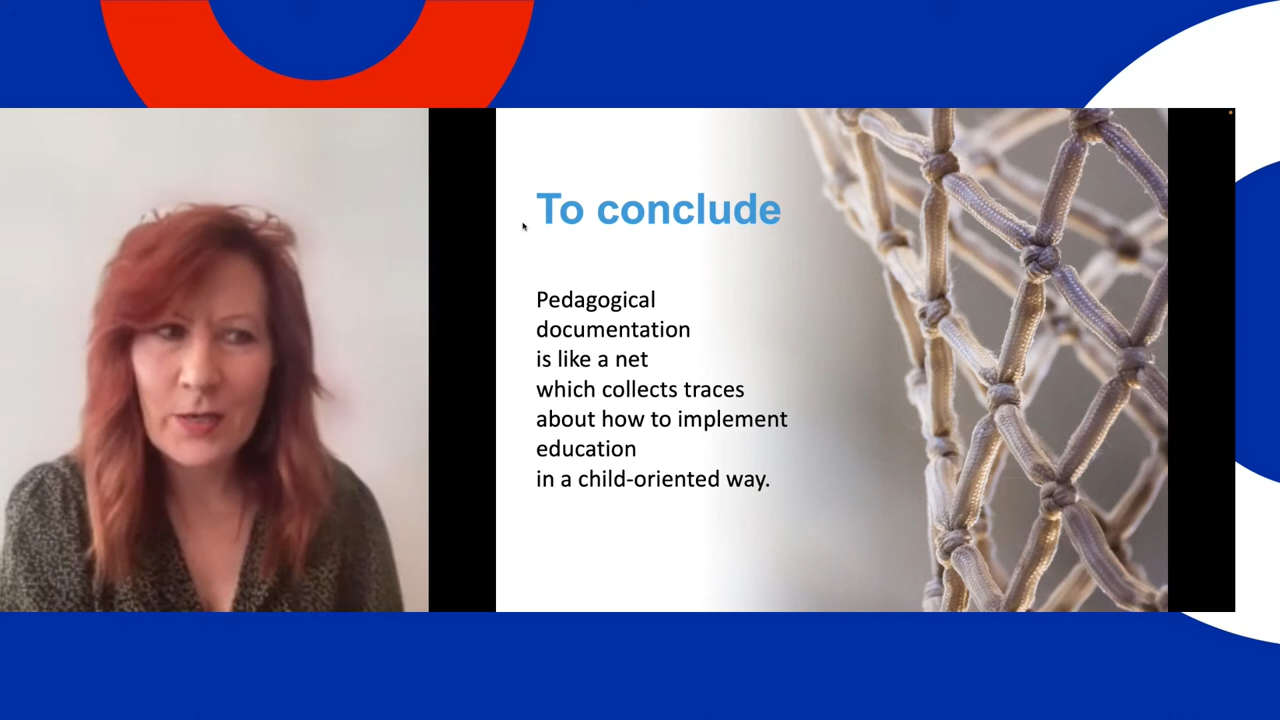 To conclude
Pedagogical
documentation
is like a net
which collects traces
about how to implement
education
in a child-oriented way.